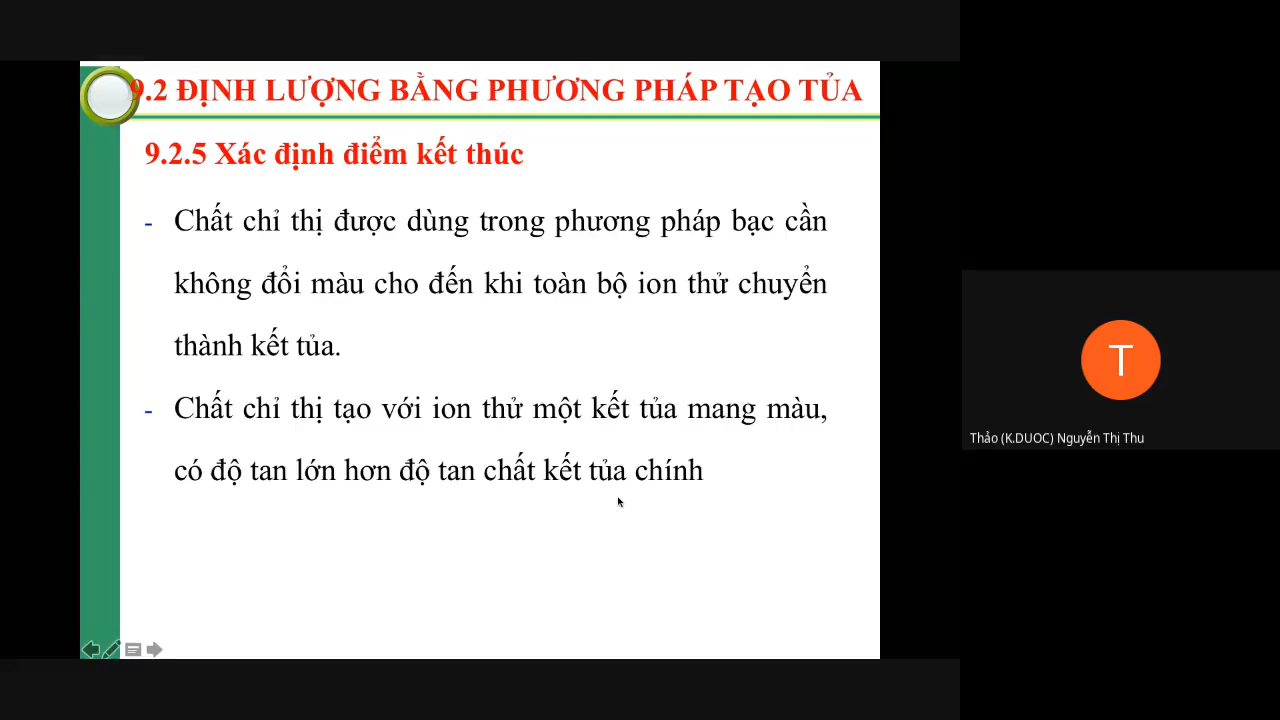 9.2 ĐỊNH LƯỢNG BẰNG PHƯƠNG PHÁP TẠO TỦA
9.2.5 Xác định điểm kết thúc
- Chất chỉ thị được dùng trong phương pháp bạc cần
không đổi màu cho đến khi toàn bộ ion thử chuyển
thành kết tủa.
- Chất chỉ thị tạo với ion thử một kết tủa mang màu,
có độ tan lớn hơn độ tan chất kết tủa chính
T
Thảo (K.DUOC) Nguyễn Thị Thu